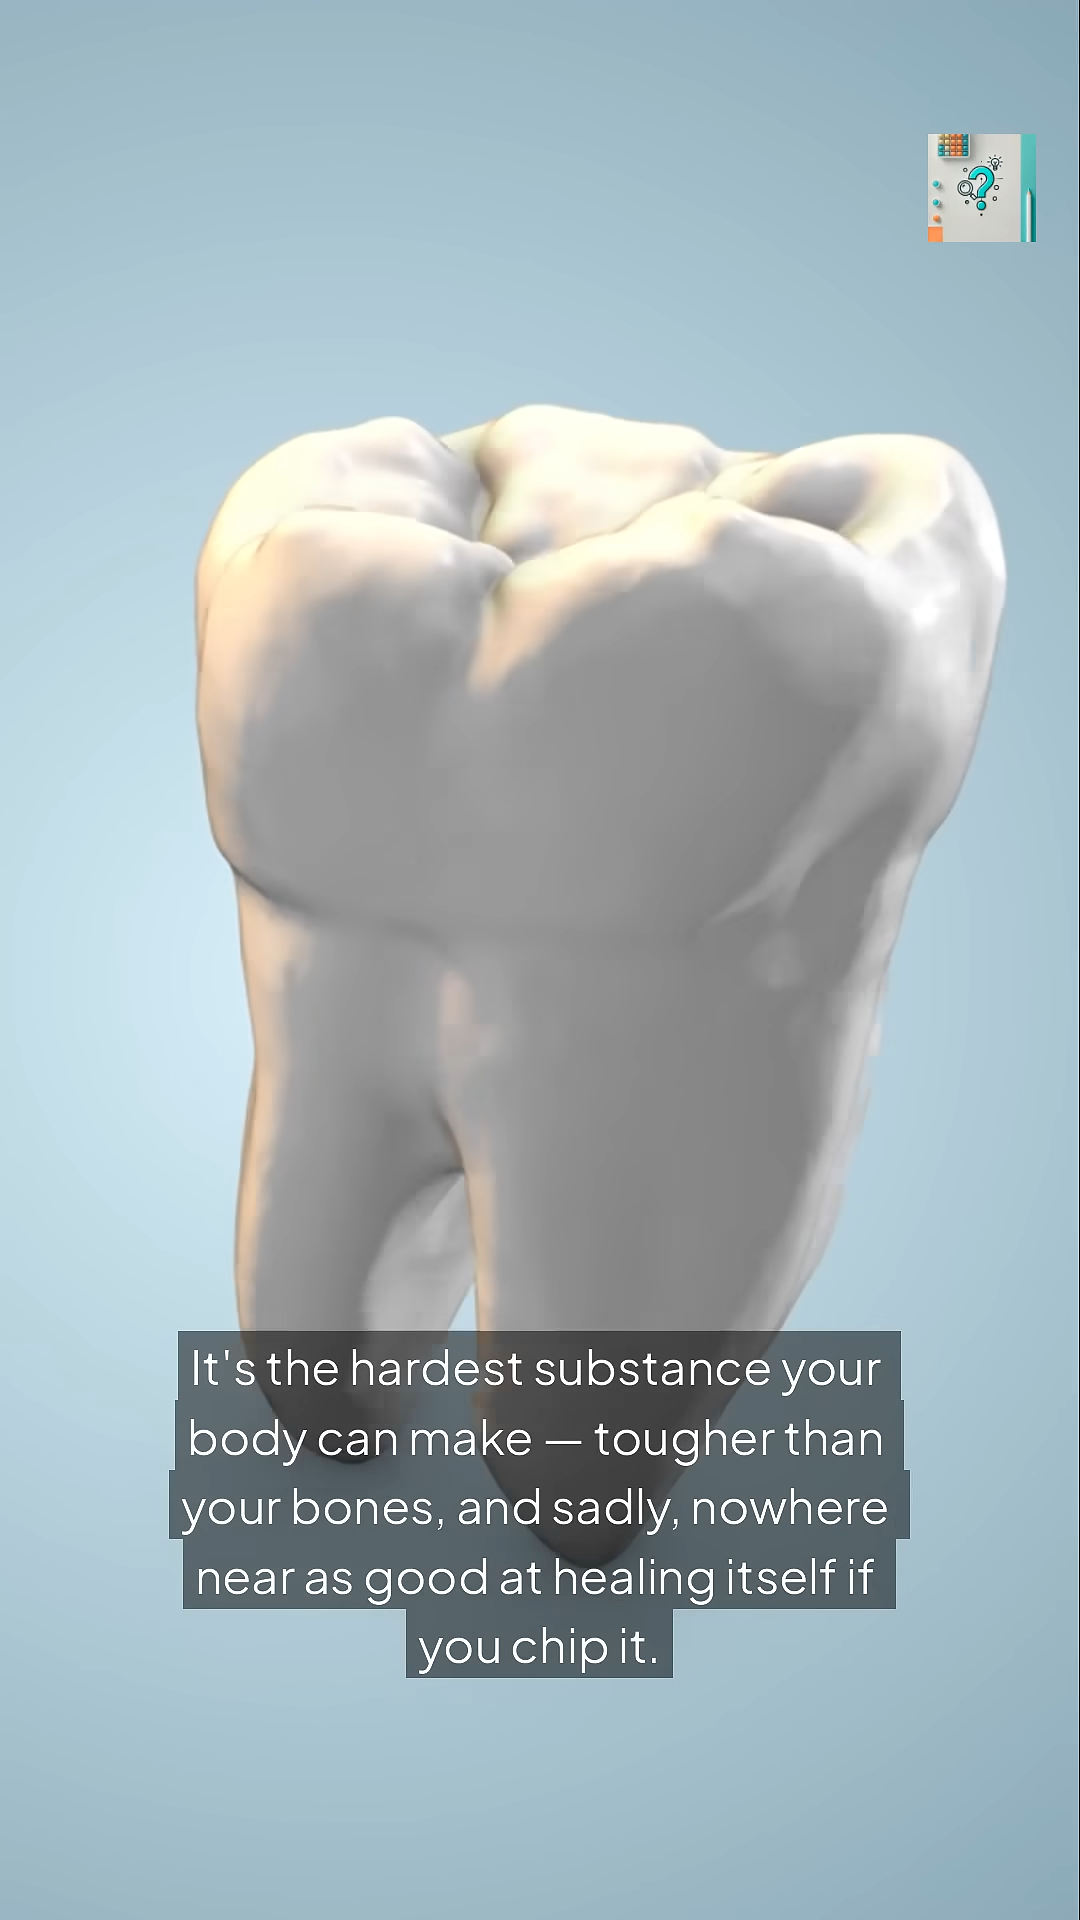 It's the hardest substance your
body can make — tougher than
your bones, and sadly, nowhere
near as good at healing itself if
you chip it.